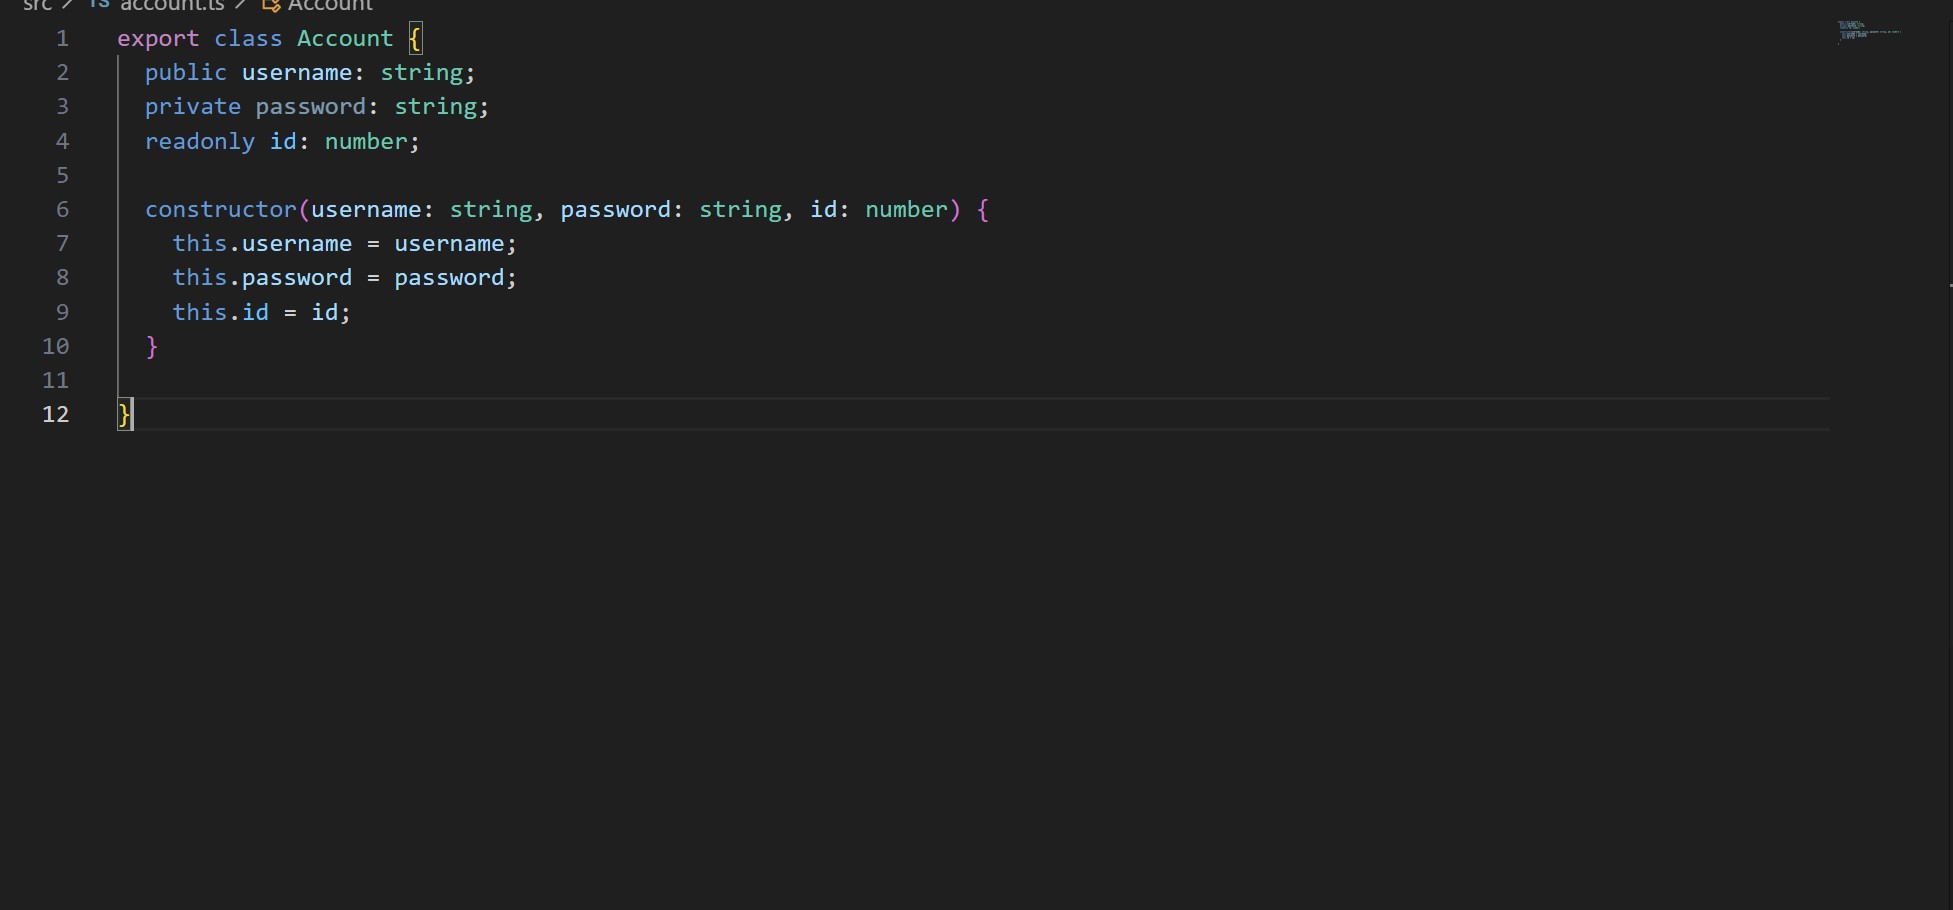 src > TS account.ts > Account
1 export class Account {
2   public username: string;
3   private password: string;
4   readonly id: number;
5
6   constructor(username: string, password: string, id: number) {
7     this.username = username;
8     this.password = password;
9     this.id = id;
10   }
11
12 }